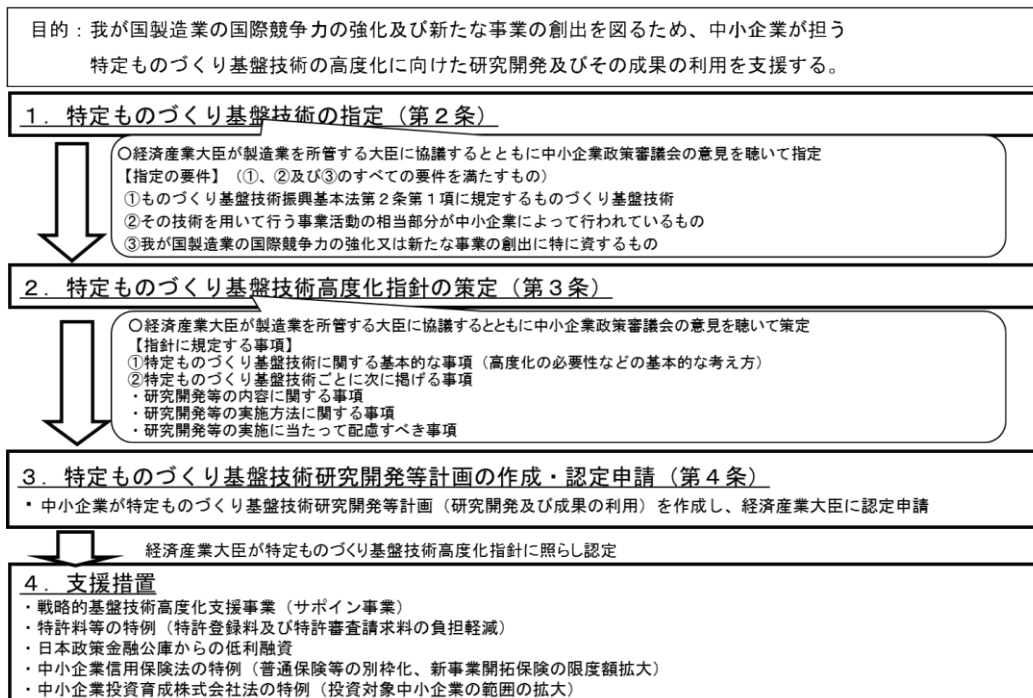 目的：我が国製造業の国際競争力の強化及び新たな事業の創出を図るため、中小企業が担う
特定ものづくり基盤技術の高度化に向けた研究開発及びその成果の利用を支援する。
１．特定ものづくり基盤技術の指定（第２条）
○経済産業大臣が製造業を所管する大臣に協議するとともに中小企業政策審議会の意見を聴いて指定
【指定の要件】（①、②及び③のすべての要件を満たすもの）
①ものづくり基盤技術振興基本法第２条第１項に規定するものづくり基盤技術
②その技術を用いて行う事業活動の相当部分が中小企業によって行われているもの
③我が国製造業の国際競争力の強化又は新たな事業の創出に特に資するもの
２．特定ものづくり基盤技術高度化指針の策定（第３条）
○経済産業大臣が製造業を所管する大臣に協議するとともに中小企業政策審議会の意見を聴いて策定
【指針に規定する事項】
①特定ものづくり基盤技術に関する基本的な事項（高度化の必要性などの基本的な考え方）
②特定ものづくり基盤技術ごとに次に掲げる事項
・研究開発等の内容に関する事項
・研究開発等の実施方法に関する事項
・研究開発等の実施に当たって配慮すべき事項
３．特定ものづくり基盤技術研究開発等計画の作成・認定申請（第４条）
・中小企業が特定ものづくり基盤技術研究開発等計画（研究開発及び成果の利用）を作成し、経済産業大臣に認定申請
経済産業大臣が特定ものづくり基盤技術高度化指針に照らし認定
４．支援措置
・戦略的基盤技術高度化支援事業（サポイン事業）
・特許料等の特例（特許登録料及び特許審査請求料の負担軽減）
・日本政策金融公庫からの低利融資
・中小企業信用保険法の特例（普通保険等の別枠化、新事業開拓保険の限度額拡大）
・中小企業投資育成株式会社法の特例（投資対象中小企業の範囲の拡大）